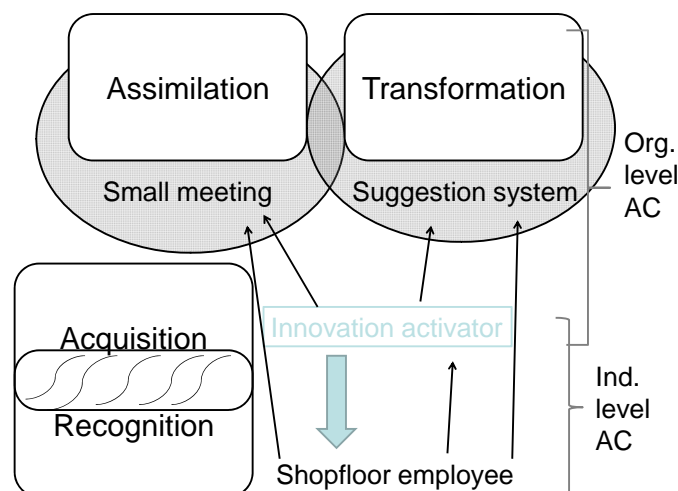 Assimilation
Transformation
Small meeting
Suggestion system
Org.
level
AC
Innovation activator
Acquisition
Recognition
Ind.
level
AC
Shopfloor employee